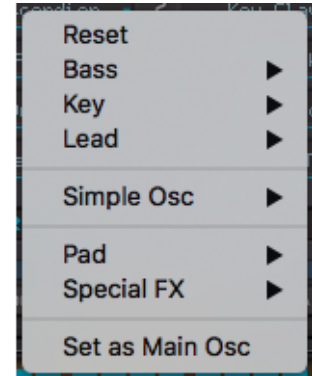 Reset
Bass
Key
Lead
Simple Osc
Pad
Special FX
Set as Main Osc